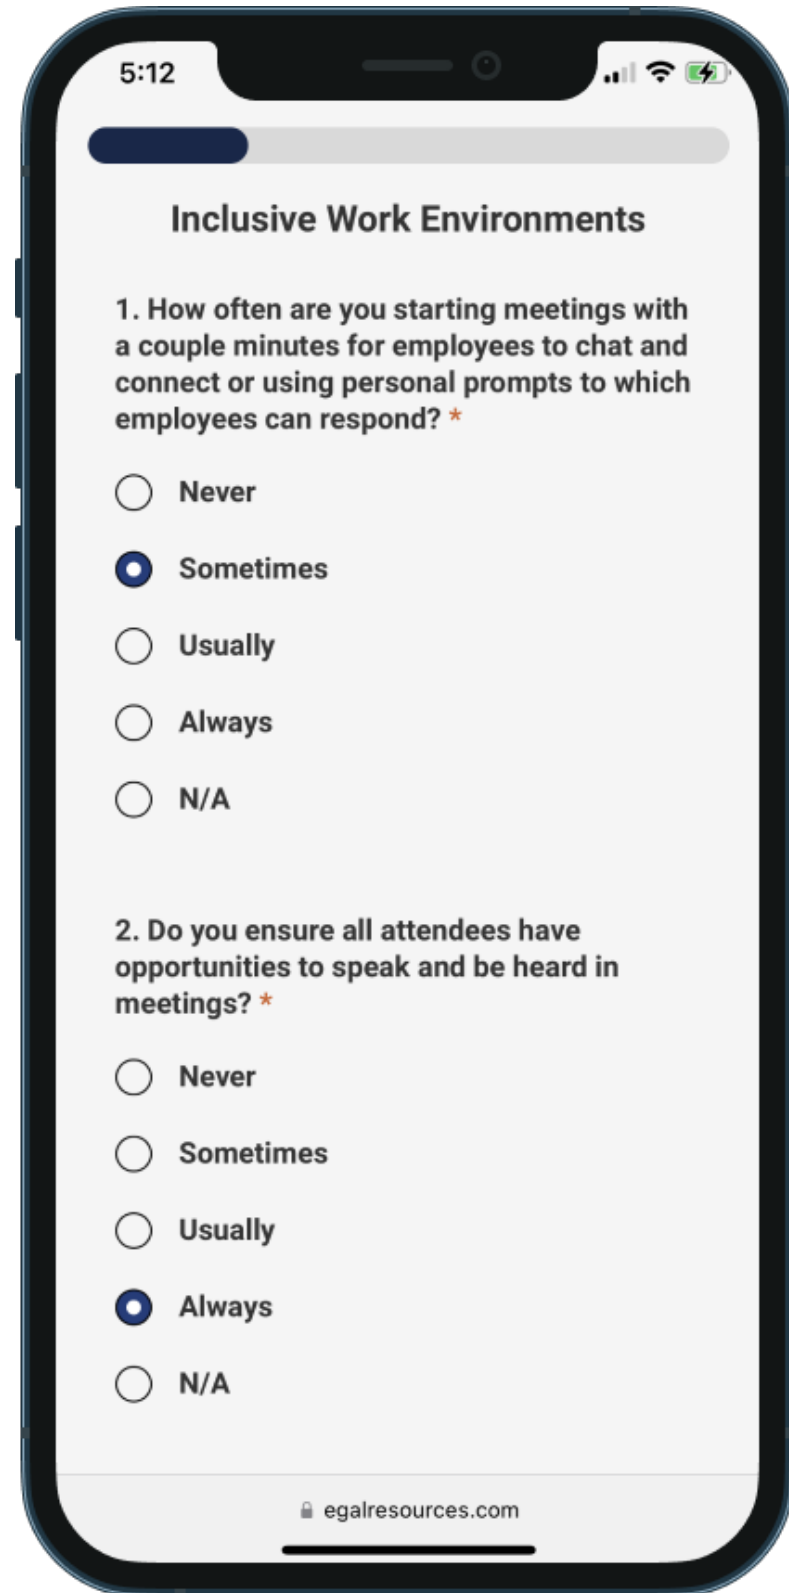 5:12
Inclusive Work Environments
1. How often are you starting meetings with
a couple minutes for employees to chat and
connect or using personal prompts to which
employees can respond? *
Never
Sometimes
Usually
Always
N/A
2. Do you ensure all attendees have
opportunities to speak and be heard in
meetings? *
Never
Sometimes
Usually
Always
N/A
egalresources.com